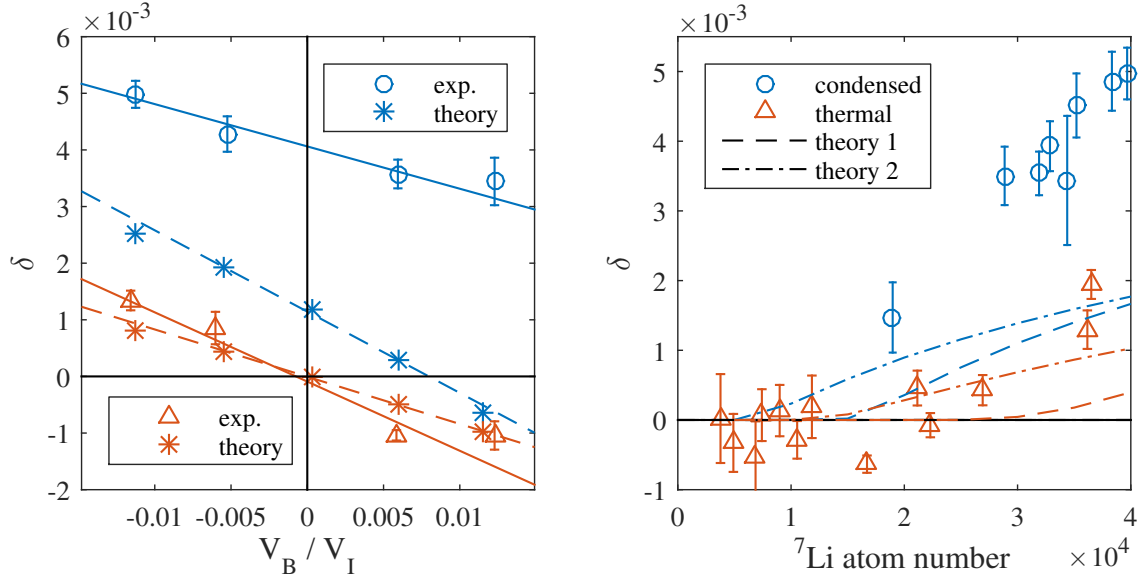 ×10⁻³
6
5
4
3
2
1
0
-1
-2
δ
exp.
theory
exp.
theory
-0.01
-0.005
0
0.005
0.01
V_B / V_I
×10⁻³
5
4
3
2
1
0
-1
δ
condensed
thermal
theory 1
theory 2
0
1
2
3
4
⁷Li atom number
×10⁴